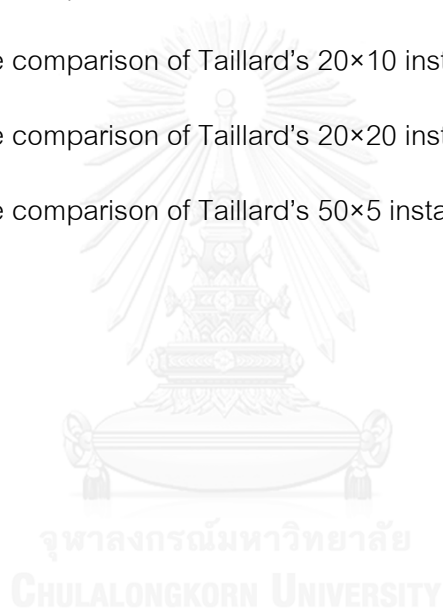 e comparison of Taillard's 20×10 inst
e comparison of Taillard's 20×20 inst
e comparison of Taillard's 50×5 insta
จุฬาลงกรณ์มหาวิทยาลัย
CHULALONGKORN UNIVERSITY